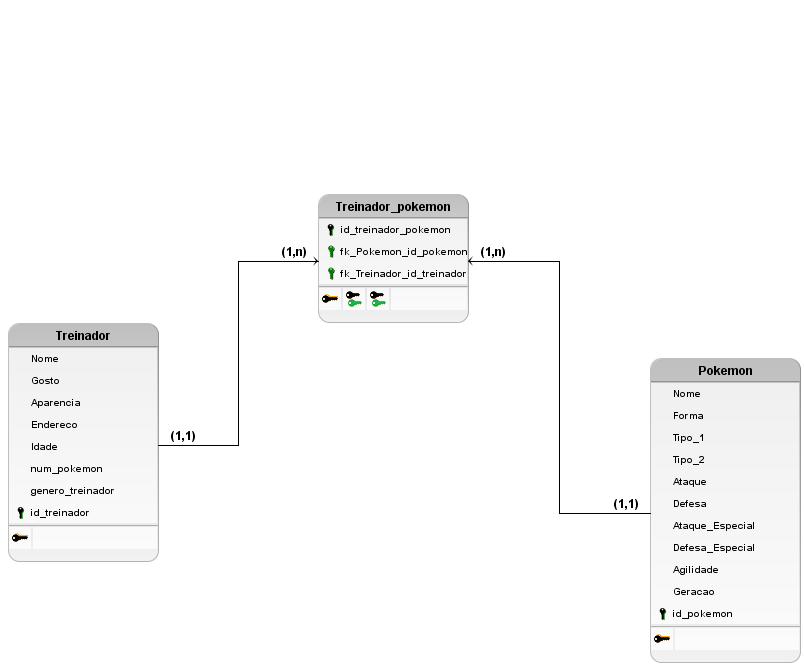 Treinador_pokemon
id_treinador_pokemon
fk_Pokemon_id_pokemon
fk_Treinador_id_treinador
(1,n)
(1,n)
Treinador
Nome
Gosto
Aparencia
Endereco
Idade
num_pokemon
genero_treinador
id_treinador
(1,1)
Pokemon
Nome
Forma
Tipo_1
Tipo_2
Ataque
Defesa
Ataque_Especial
Defesa_Especial
Agilidade
Geracao
id_pokemon
(1,1)